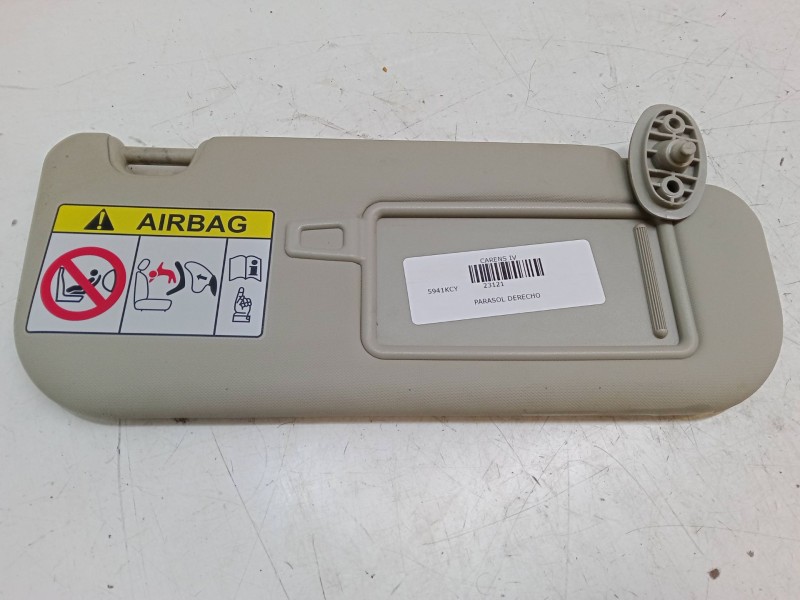 AIRBAG
CARENS IV
5941KCY
23121
PARASOL DERECHO